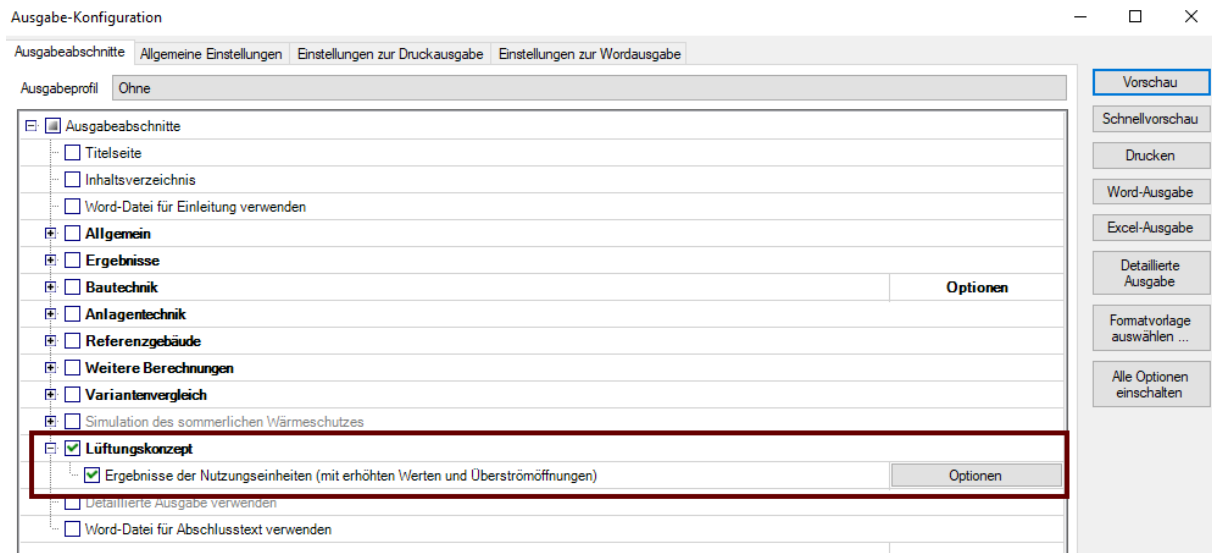 Ausgabe-Konfiguration
Ausgabeabschnitte Allgemeine Einstellungen Einstellungen zur Druckausgabe Einstellungen zur Wordausgabe
Ausgabeprofil Ohne
Ausgabeabschnitte
Titelseite
Inhaltsverzeichnis
Word-Datei für Einleitung verwenden
Allgemein
Ergebnisse
Bautechnik Optionen
Anlagentechnik
Referenzgebäude
Weitere Berechnungen
Variantenvergleich
Simulation des sommerlichen Wärmeschutzes
Lüftungskonzept
Ergebnisse der Nutzungseinheiten (mit erhöhten Werten und Überströmöffnungen) Optionen
Detaillierte Ausgabe verwenden
Word-Datei für Abschlusstext verwenden
Vorschau
Schnellvorschau
Drucken
Word-Ausgabe
Excel-Ausgabe
Detaillierte
Ausgabe
Formatvorlage
auswählen ...
Alle Optionen
einschalten